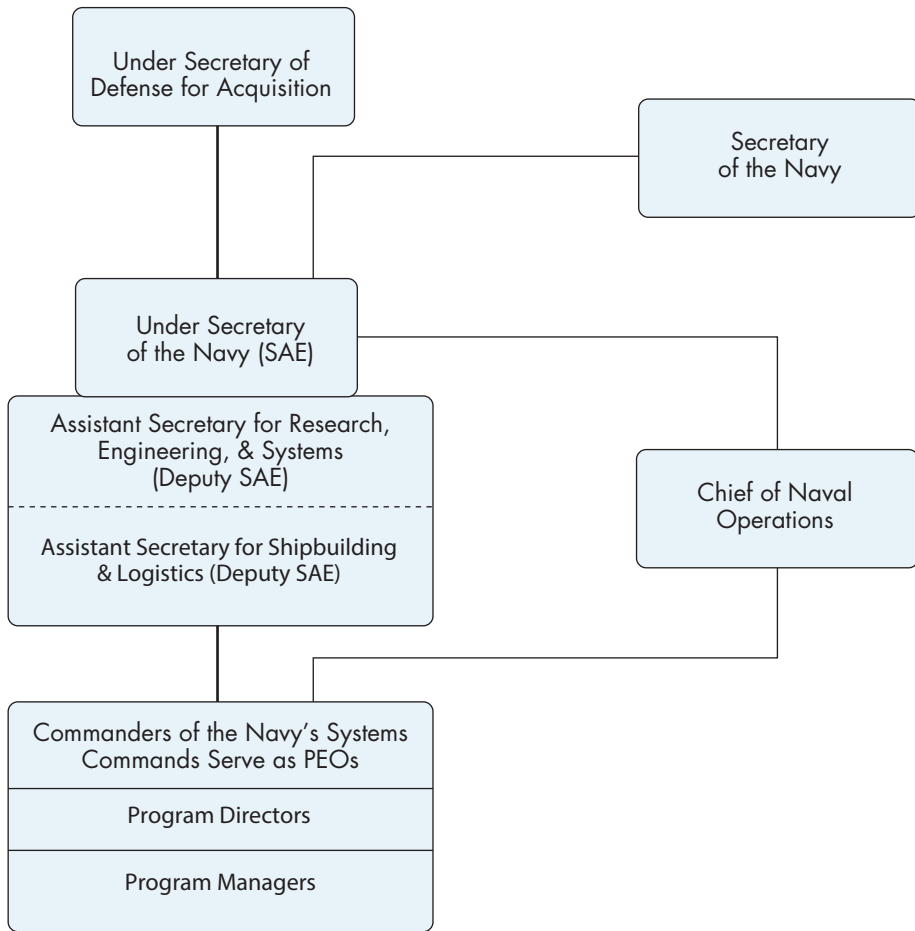 Under Secretary of
Defense for Acquisition
Secretary
of the Navy
Under Secretary
of the Navy (SAE)
Assistant Secretary for Research,
Engineering, & Systems
(Deputy SAE)
Assistant Secretary for Shipbuilding
& Logistics (Deputy SAE)
Chief of Naval
Operations
Commanders of the Navy’s Systems
Commands Serve as PEOs
Program Directors
Program Managers